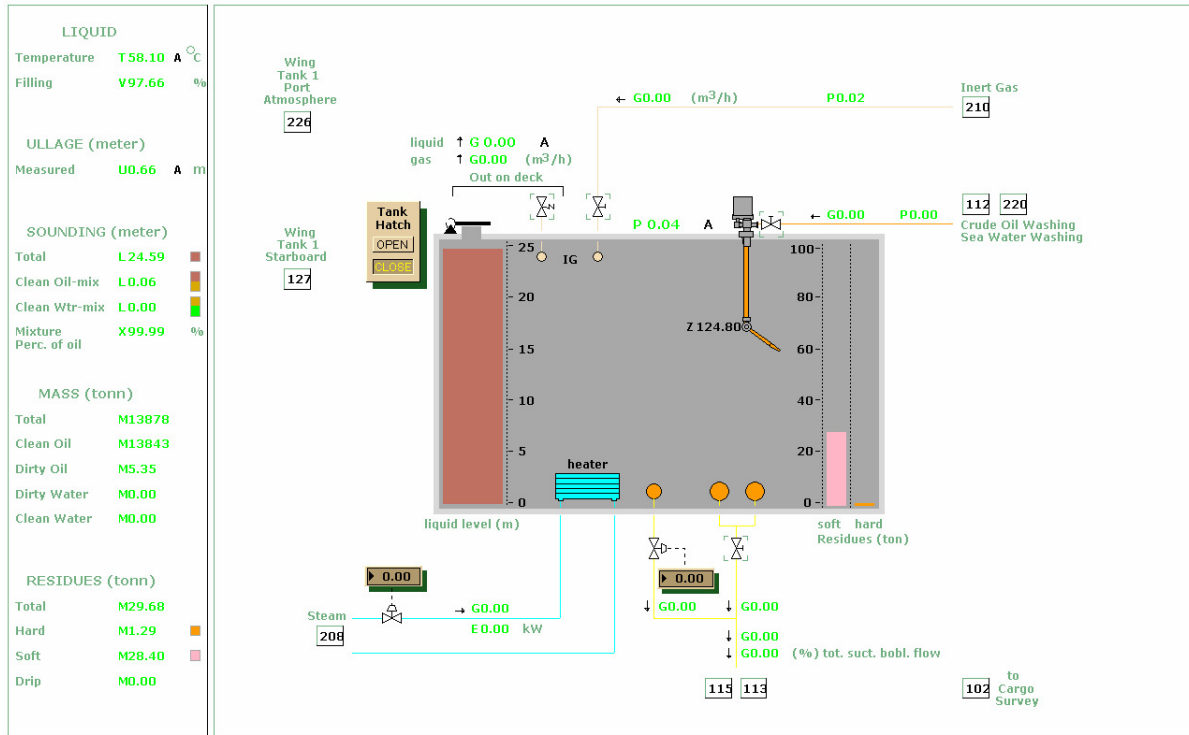 LIQUID
Temperature T58.10 A °C
Filling V97.66 %
ULLAGE (meter)
Measured U0.66 A m
SOUNDING (meter)
Total L24.59
Clean Oil-mix L0.06
Clean Wtr-mix L0.00
Mixture X99.99 %
Perc. of oil
MASS (tonn)
Total M13878
Clean Oil M13843
Dirty Oil M5.35
Dirty Water M0.00
Clean Water M0.00
RESIDUES (tonn)
Total M29.68
Hard M1.29
Soft M28.40
Drip M0.00
Wing
Tank 1
Port
Atmosphere
226
Wing
Tank 1
Starboard
127
G0.00 (m3/h) P0.02
Inert Gas
210
liquid G 0.00 A
gas G0.00 (m3/h)
Out on deck
Tank
Hatch
OPEN
CLOSE
P 0.04 A
G0.00 P0.00
112 220
Crude Oil Washing
Sea Water Washing
IG
25
20
15
10
5
0
Z 124.80
100
80
60
40
20
0
heater
liquid level (m)
soft hard
Residues (ton)
0.00
0.00
Steam
208
G0.00
E0.00 kW
G0.00 G0.00
G0.00
G0.00 (%) tot. suct. bobl. flow
115 113
102
to
Cargo
Survey